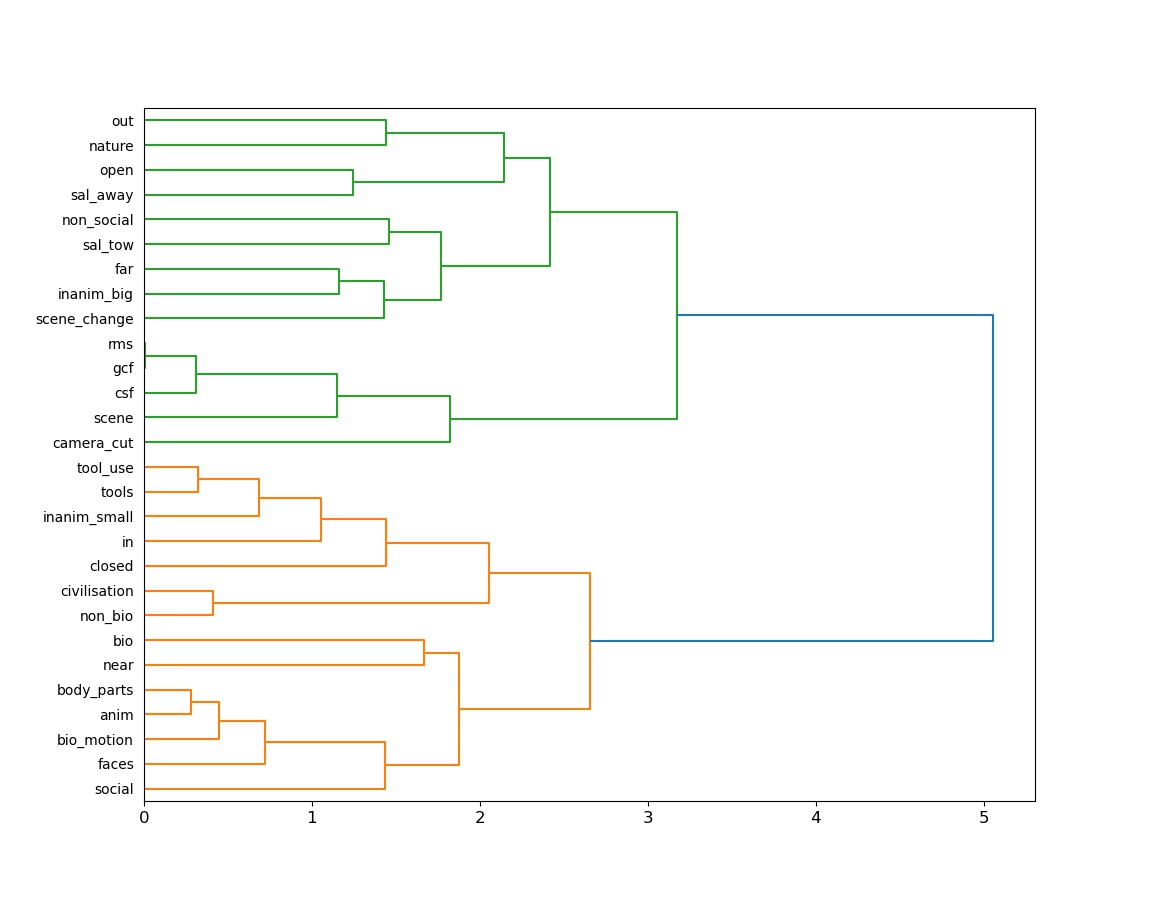 out
nature
open
sal_away
non_social
sal_tow
far
inanim_big
scene_change
rms
gcf
csf
scene
camera_cut
tool_use
tools
inanim_small
in
closed
civilisation
non_bio
bio
near
body_parts
anim
bio_motion
faces
social
0 1 2 3 4 5